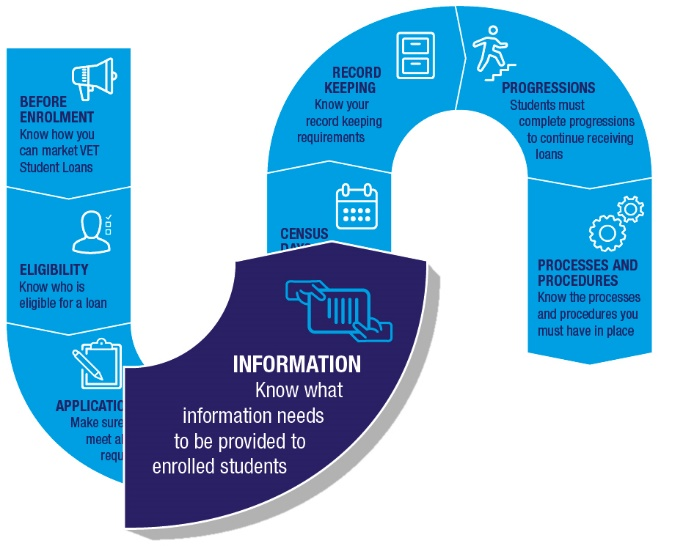 BEFORE
ENROLMENT
Know how you
can market VET
Student Loans
ELIGIBILITY
Know who is
eligible for a loan
Make sure
meet
INFORMATION
Know what
information needs
to be provided to
enrolled students
CENSUS
RECORD
KEEPING
Know your
record keeping
requirements
PROGRESSIONS
Students must
complete progressions
to continue receiving
loans
PROCESSES AND
PROCEDURES
Know the processes
and procedures you
must have in place